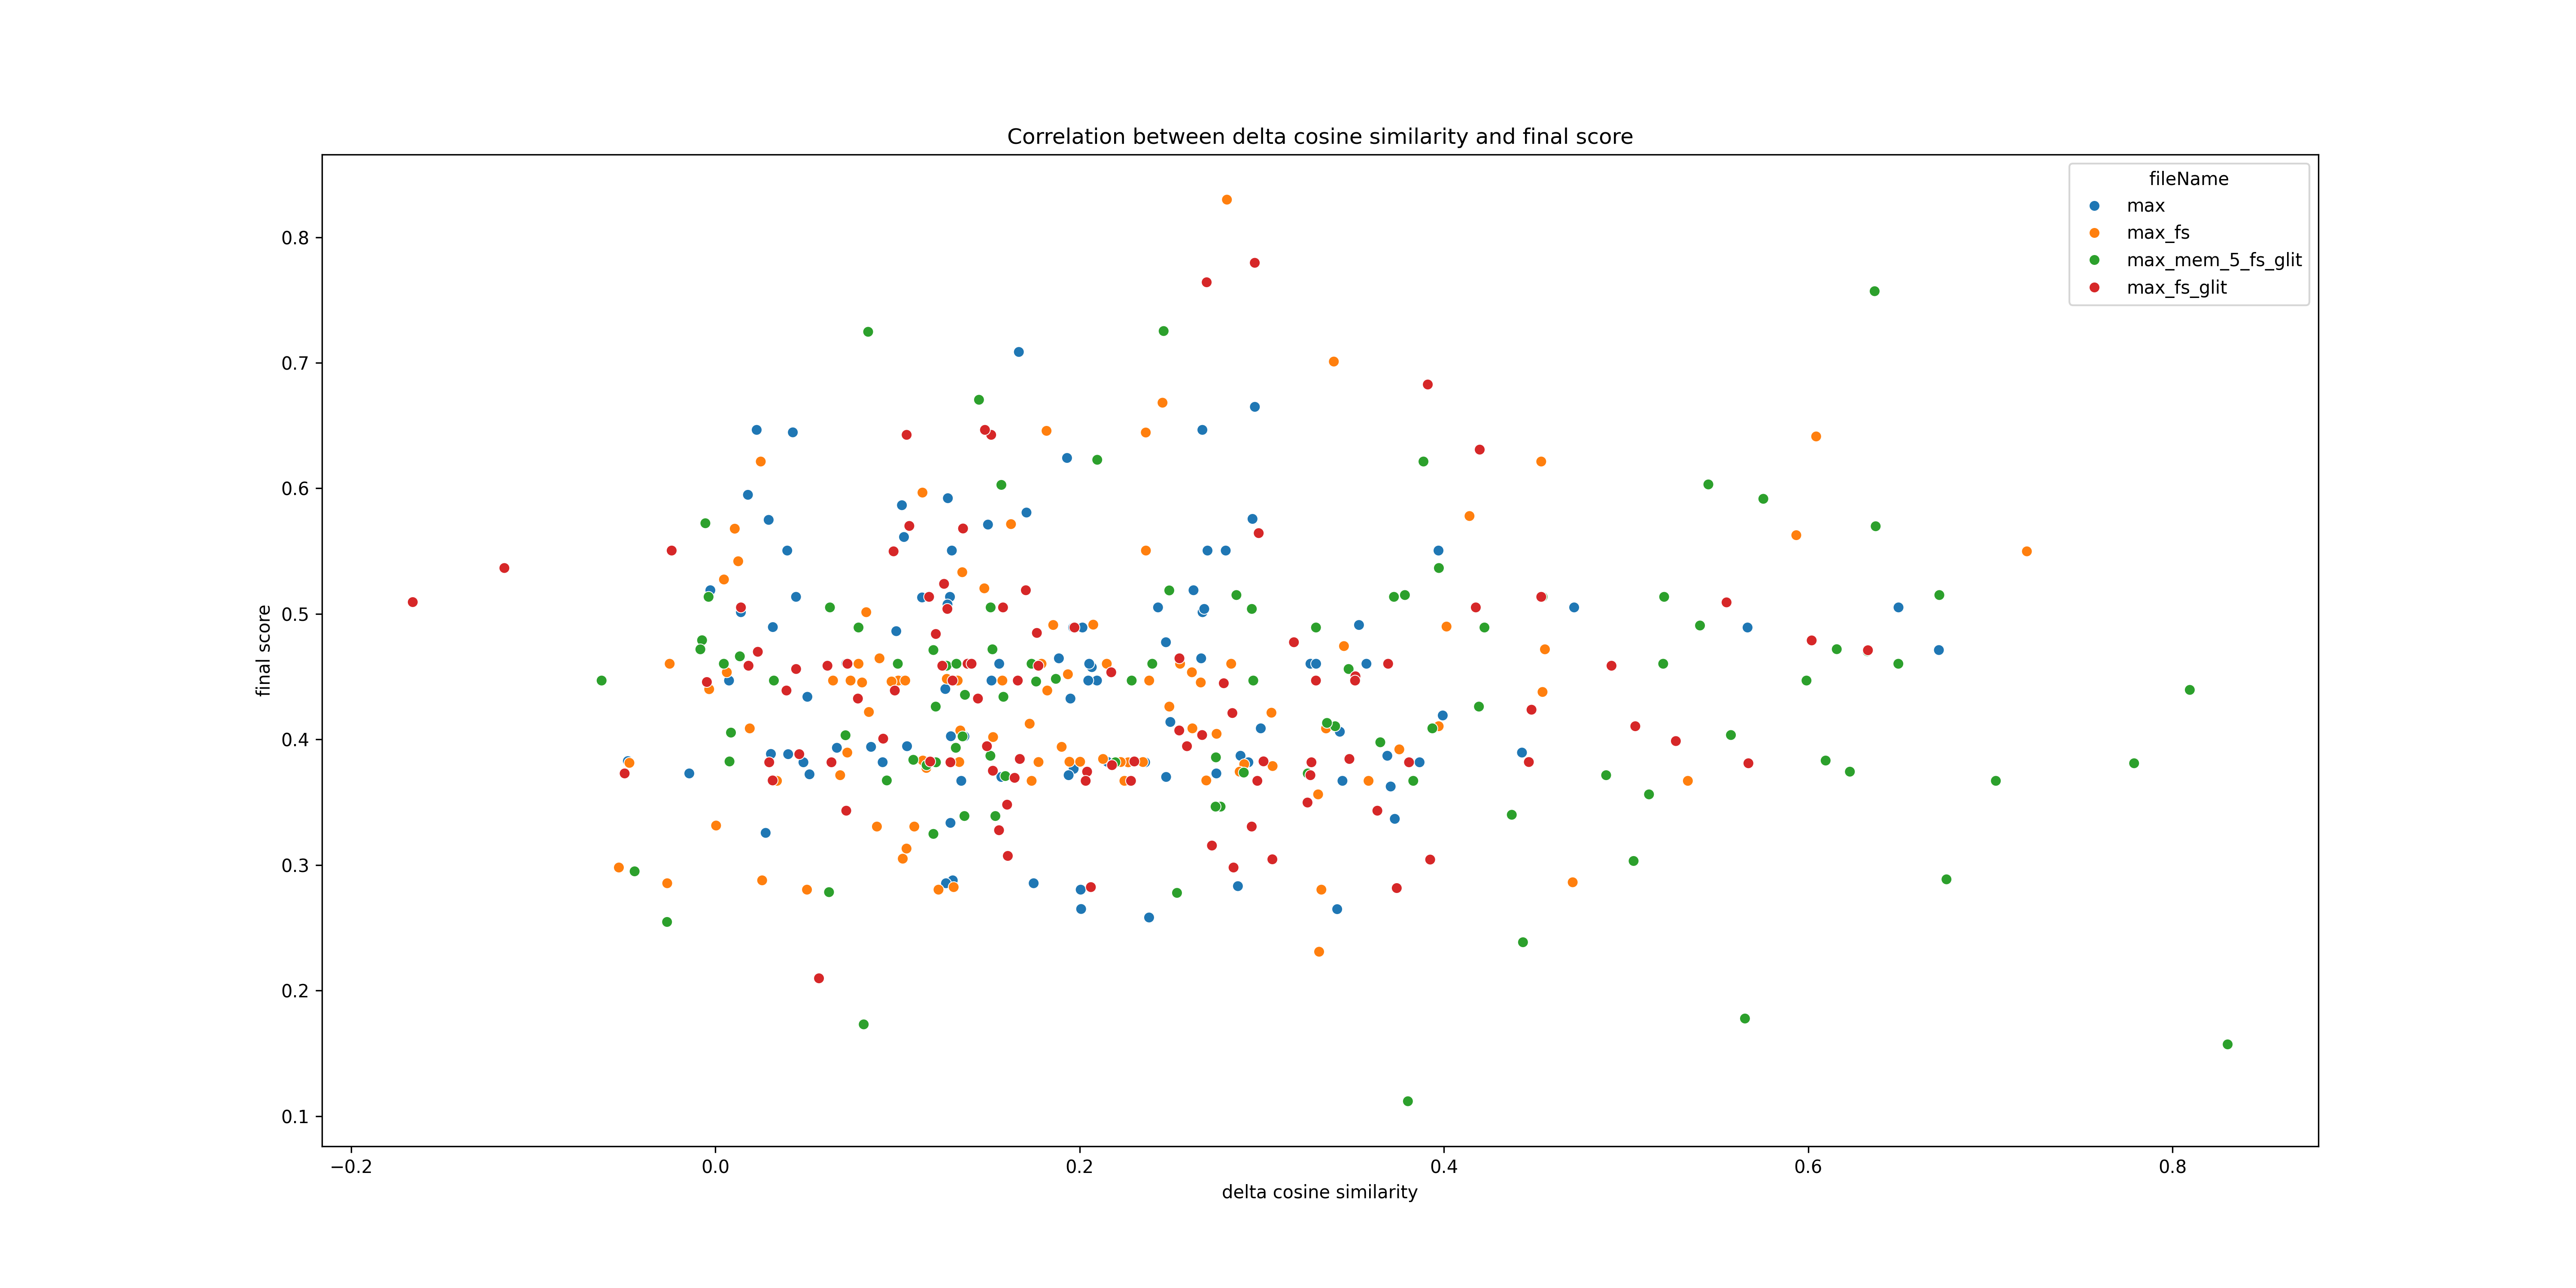 Correlation between delta cosine similarity and final score
fileName
max
max_fs
max_mem_5_fs_glit
max_fs_glit
final score
0.8
0.7
0.6
0.5
0.4
0.3
0.2
0.1
−0.2
0.0
0.2
0.4
0.6
0.8
delta cosine similarity